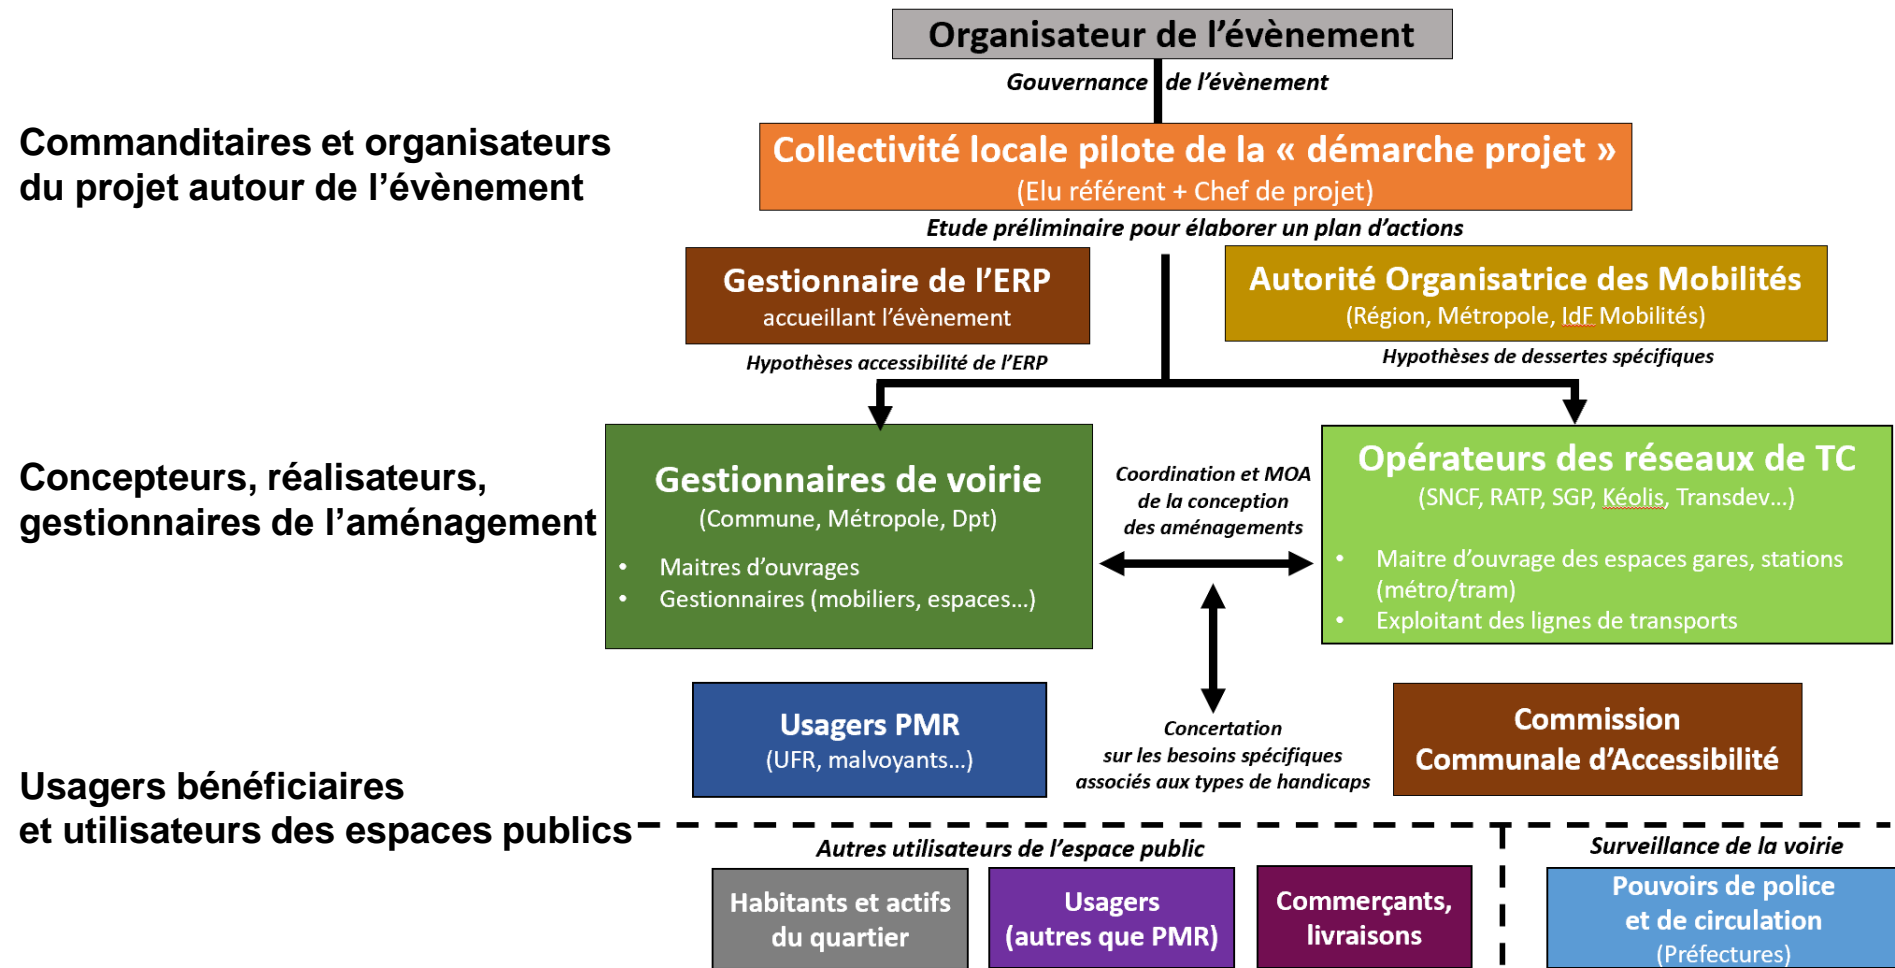 Organisateur de l’évènement
Gouvernance de l’évènement
Commanditaires et organisateurs
du projet autour de l’évènement
Collectivité locale pilote de la « démarche projet »
(Elu référent + Chef de projet)
Etude préliminaire pour élaborer un plan d’actions
Gestionnaire de l’ERP
accueillant l’évènement
Hypothèses accessibilité de l’ERP
Autorité Organisatrice des Mobilités
(Région, Métropole, IdF Mobilités)
Hypothèses de dessertes spécifiques
Concepteurs, réalisateurs,
gestionnaires de l’aménagement
Gestionnaires de voirie
(Commune, Métropole, Dpt)
• Maitres d’ouvrages
• Gestionnaires (mobiliers, espaces…)
Coordination et MOA
de la conception
des aménagements
Opérateurs des réseaux de TC
(SNCF, RATP, SGP, Kéolis, Transdev…)
• Maitre d’ouvrage des espaces gares, stations
(métro/tram)
• Exploitant des lignes de transports
Usagers bénéficiaires
et utilisateurs des espaces publics
Usagers PMR
(UFR, malvoyants…)
Concertation
sur les besoins spécifiques
associés aux types de handicaps
Commission
Communale d’Accessibilité
Autres utilisateurs de l’espace public
Habitants et actifs
du quartier
Usagers
(autres que PMR)
Commerçants,
livraisons
Surveillance de la voirie
Pouvoirs de police
et de circulation
(Préfectures)